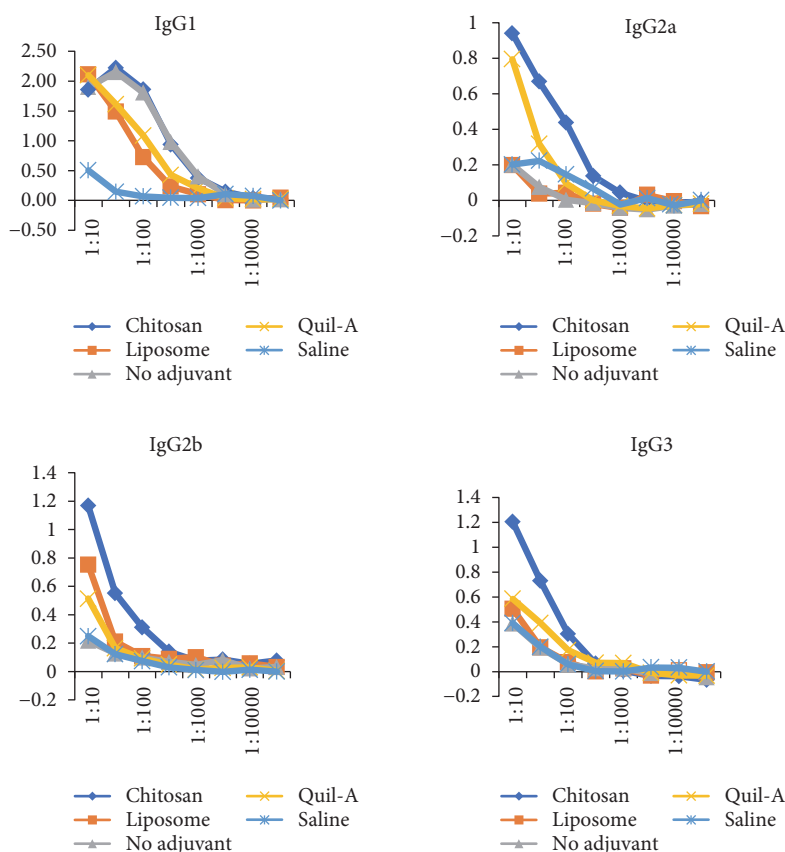 IgG1
2.50
2.00
1.50
1.00
0.50
0.00
−0.50
1:10
1:100
1:1000
1:10000
Chitosan
Quil-A
Liposome
Saline
No adjuvant
IgG2a
1
0.8
0.6
0.4
0.2
0
−0.2
1:10
1:100
1:1000
1:10000
Chitosan
Quil-A
Liposome
Saline
No adjuvant
IgG2b
1.4
1.2
1
0.8
0.6
0.4
0.2
0
−0.2
1:10
1:100
1:1000
1:10000
Chitosan
Quil-A
Liposome
Saline
No adjuvant
IgG3
1.4
1.2
1
0.8
0.6
0.4
0.2
0
−0.2
1:10
1:100
1:1000
1:10000
Chitosan
Quil-A
Liposome
Saline
No adjuvant